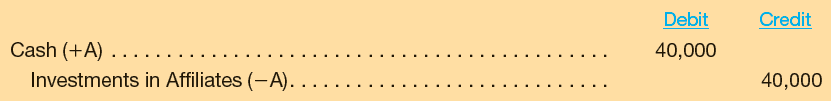 Debit Credit
Cash (+A) . . . . . . . . . . . . . . . . . . . . . . . . . . . . . . . . . . . . . . . . . . . . . . 40,000
Investments in Affiliates (−A). . . . . . . . . . . . . . . . . . . . . . . . . . . . . . 40,000